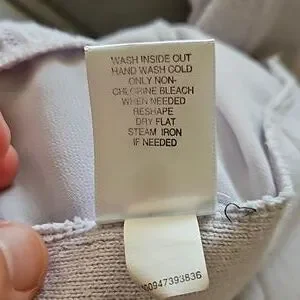 WASH INSIDE OUT
HAND WASH COLD
ONLY NON-
CHLORINE BLEACH
WHEN NEEDED
RESHAPE
DRY FLAT
STEAM IRON
IF NEEDED
00947393836